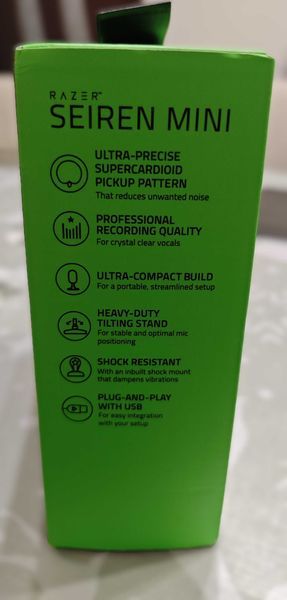 RAZER™
SEIREN MINI
ULTRA-PRECISE
SUPERCARDIOID
PICKUP PATTERN
That reduces unwanted noise
PROFESSIONAL
RECORDING QUALITY
For crystal clear vocals
ULTRA-COMPACT BUILD
For a portable, streamlined setup
HEAVY-DUTY
TILTING STAND
For stable and optimal mic
positioning
SHOCK RESISTANT
With an inbuilt shock mount
that dampens vibrations
PLUG-AND-PLAY
WITH USB
For easy integration
with your setup